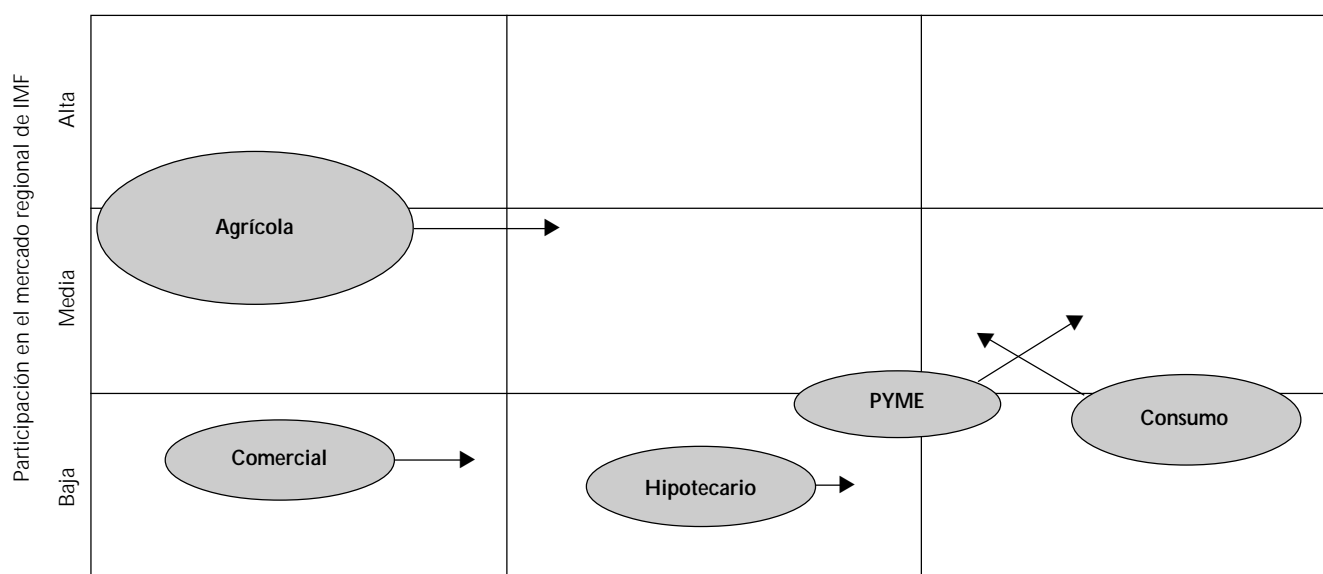 Participación en el mercado regional de IMF
Alta
Media
Baja
Agrícola
PYME
Consumo
Comercial
Hipotecario